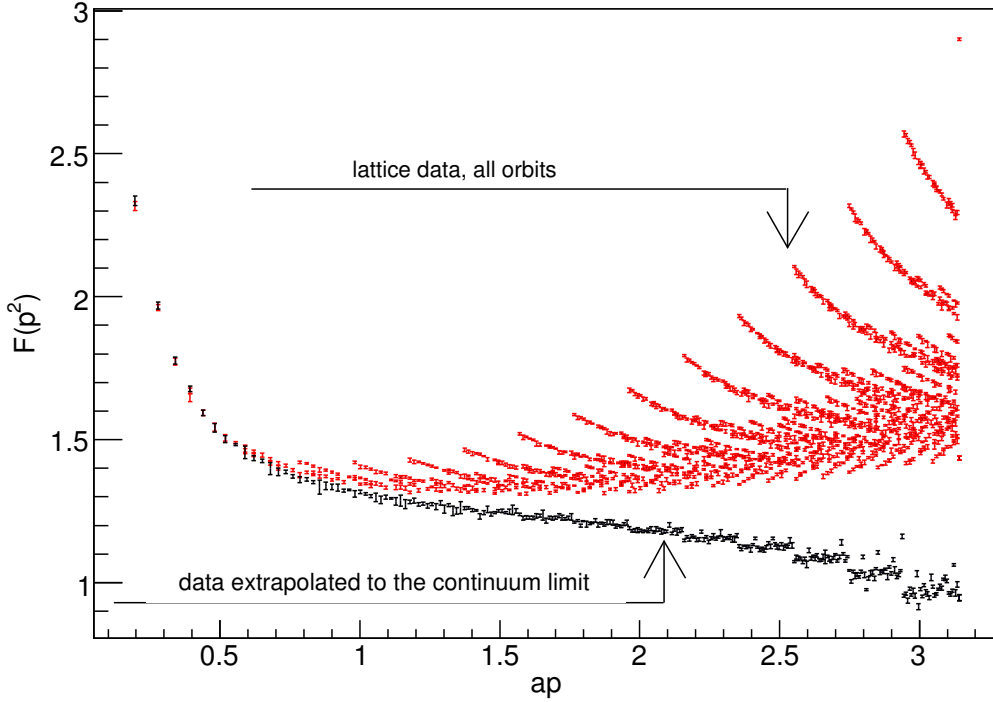 3
2.5
2
1.5
1
F(p²)
lattice data, all orbits
data extrapolated to the continuum limit
0.5 1 1.5 2 2.5 3
ap